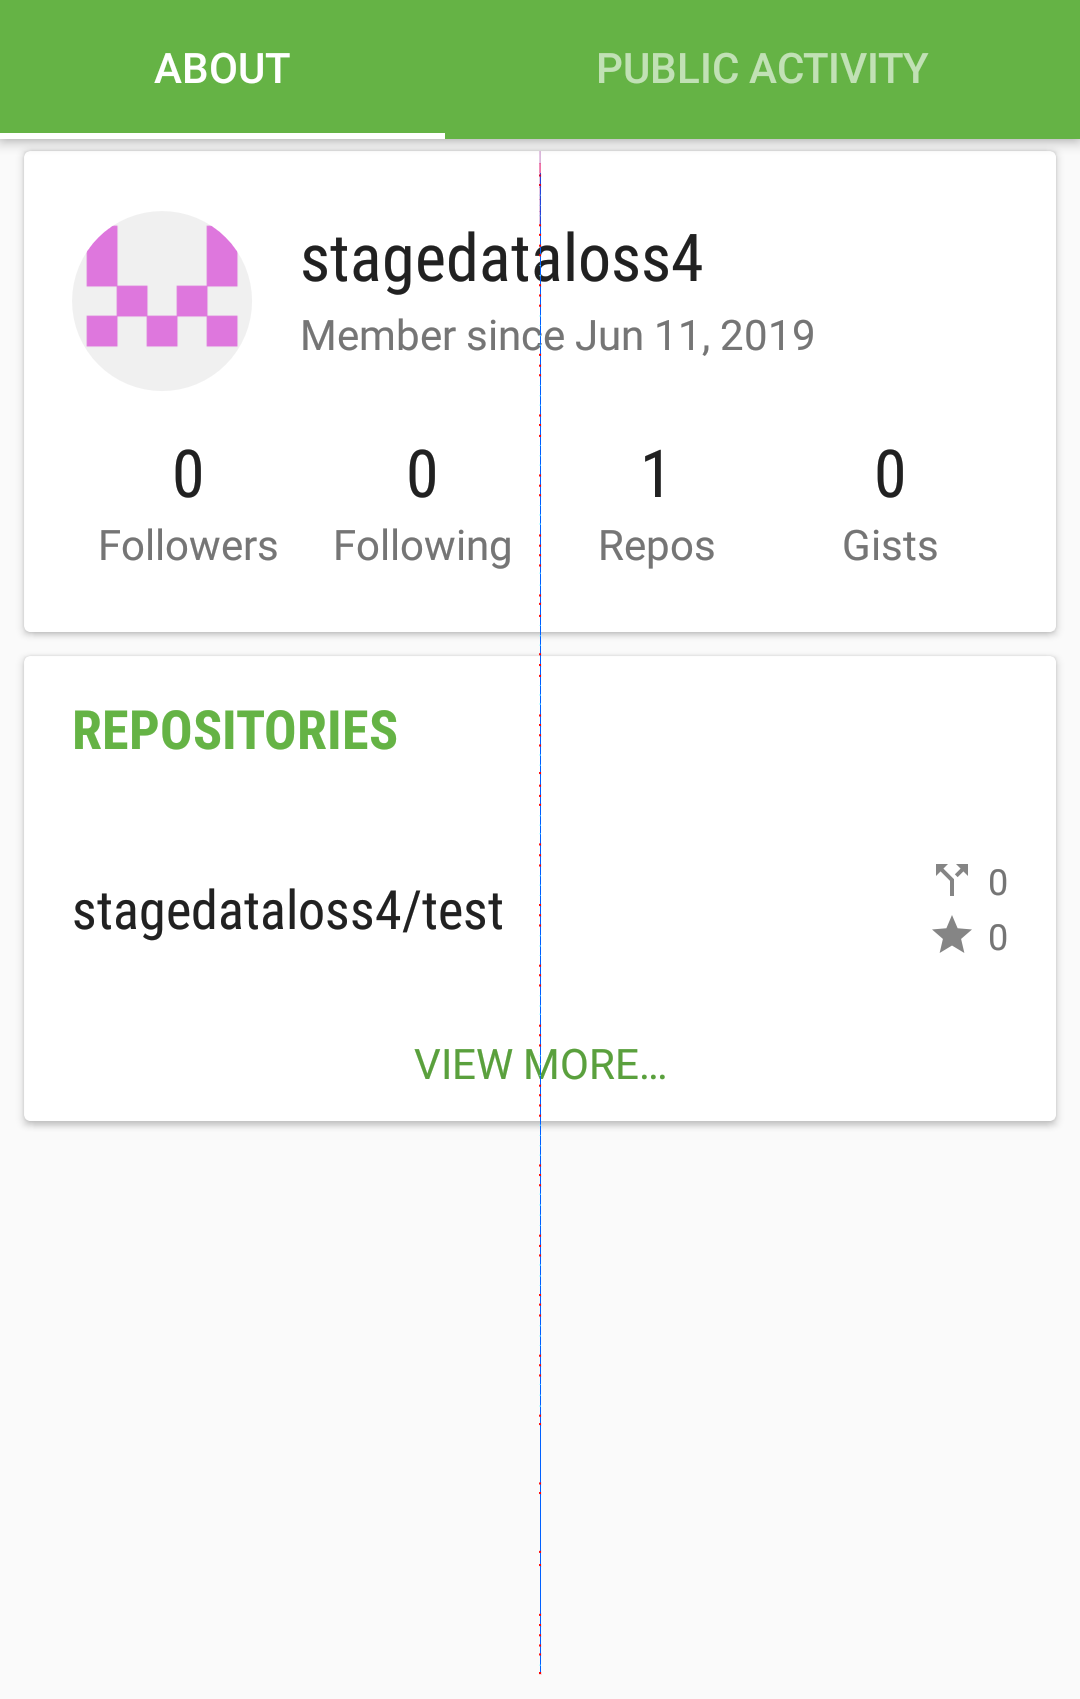 ABOUT PUBLIC ACTIVITY
stagedataloss4
Member since Jun 11, 2019
0 0 1 0
Followers Following Repos Gists
REPOSITORIES
0
stagedataloss4/test
0
VIEW MORE...